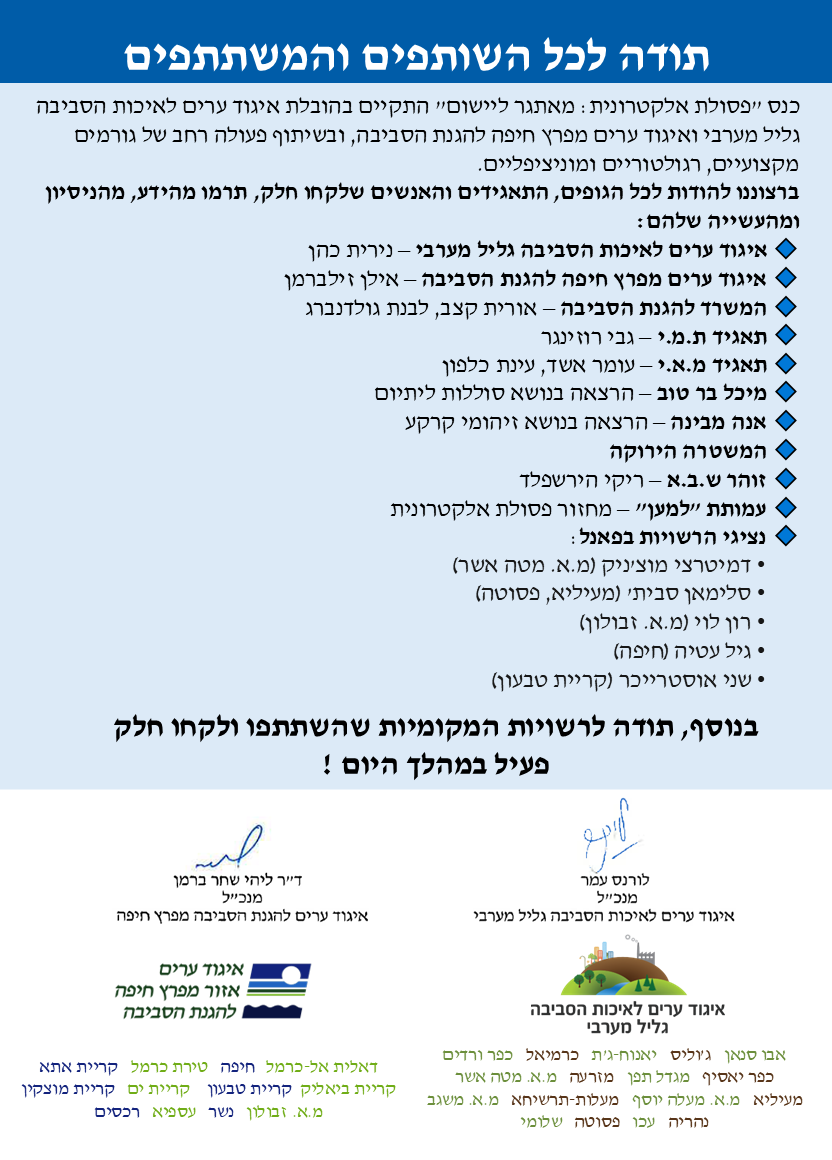 תודה לכל השותפים והמשתתפים
כנס "פסולת אלקטרונית: מאתגר ליישום" התקיים בהובלת איגוד ערים לאיכות הסביבה
גליל מערבי ואיגוד ערים מפרץ חיפה להגנת הסביבה, ובשיתוף פעולה רחב של גורמים
מקצועיים, רגולטוריים ומוניציפליים.
ברצוננו להודות לכל הגופים, התאגידים והאנשים שלקחו חלק, תרמו מהידע, מהניסיון
ומהעשייה שלהם:
איגוד ערים לאיכות הסביבה גליל מערבי – נירית כהן
איגוד ערים מפרץ חיפה להגנת הסביבה – אילן זילברמן
המשרד להגנת הסביבה – אורית קצב, לבנת גולדנברג
תאגיד ת.מ.י – גבי רוזינגר
תאגיד מ.א.י – עומר אשד, עינת כלפון
מיכל בר טוב – הרצאה בנושא סוללות ליתיום
אנה מבינה – הרצאה בנושא זיהומי קרקע
המשטרה הירוקה
זוהר ש.ב.א – ריקי הירשפלד
עמותת "למען" – מחזור פסולת אלקטרונית
נציגי הרשויות בפאנל:
• דמיטרצי מוצ'ניק (מ.א. מטה אשר)
• סלימאן סבית' (מעיליא, פסוטה)
• רון לוי (מ.א. זבולון)
• גיל עטיה (חיפה)
• שני אוסטרייכר (קריית טבעון)
בנוסף, תודה לרשויות המקומיות שהשתתפו ולקחו חלק
פעיל במהלך היום !
לורנס עמר
מנכ"ל
איגוד ערים לאיכות הסביבה גליל מערבי
ד"ר ליהי שחר ברמן
מנכ"ל
איגוד ערים להגנת הסביבה מפרץ חיפה
איגוד ערים לאיכות הסביבה
גליל מערבי
איגוד ערים
אזור מפרץ חיפה
להגנת הסביבה
אבו סנאן ג'וליס יאנוח-ג'ת כרמיאל כפר ורדים
כפר יאסיף מגדל תפן מזרעה מ.א. מטה אשר
מעיליא מ.א. מעלה יוסף מעלות-תרשיחא מ.א. משגב
נהריה עכו פסוטה שלומי
דאלית אל-כרמל חיפה טירת כרמל קריית אתא
קריית ביאליק קריית טבעון קריית ים קריית מוצקין
מ.א. זבולון נשר עספיא רכסים